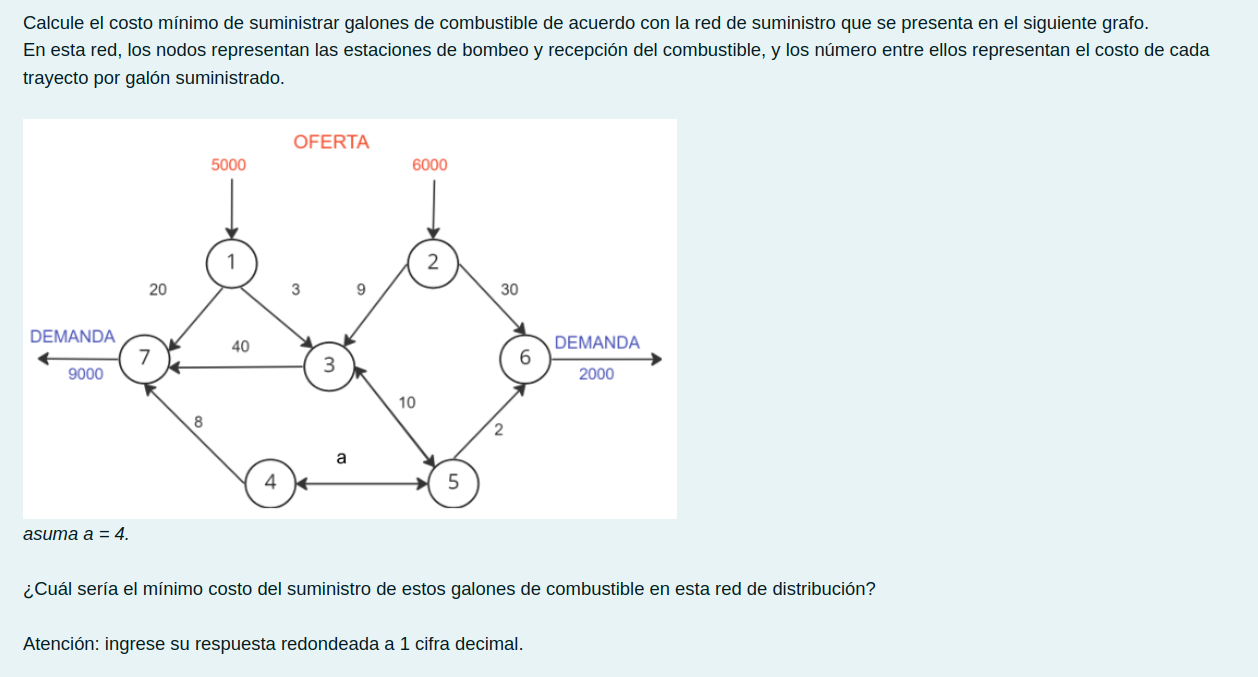 Calcule el costo mínimo de suministrar galones de combustible de acuerdo con la red de suministro que se presenta en el siguiente grafo.
En esta red, los nodos representan las estaciones de bombeo y recepción del combustible, y los número entre ellos representan el costo de cada
trayecto por galón suministrado.
OFERTA
5000 6000
1 2
20 3 9 30
DEMANDA 40 DEMANDA
7 3 6
9000 2000
8 10 2
a
4 5
asuma a = 4.
¿Cuál sería el mínimo costo del suministro de estos galones de combustible en esta red de distribución?
Atención: ingrese su respuesta redondeada a 1 cifra decimal.